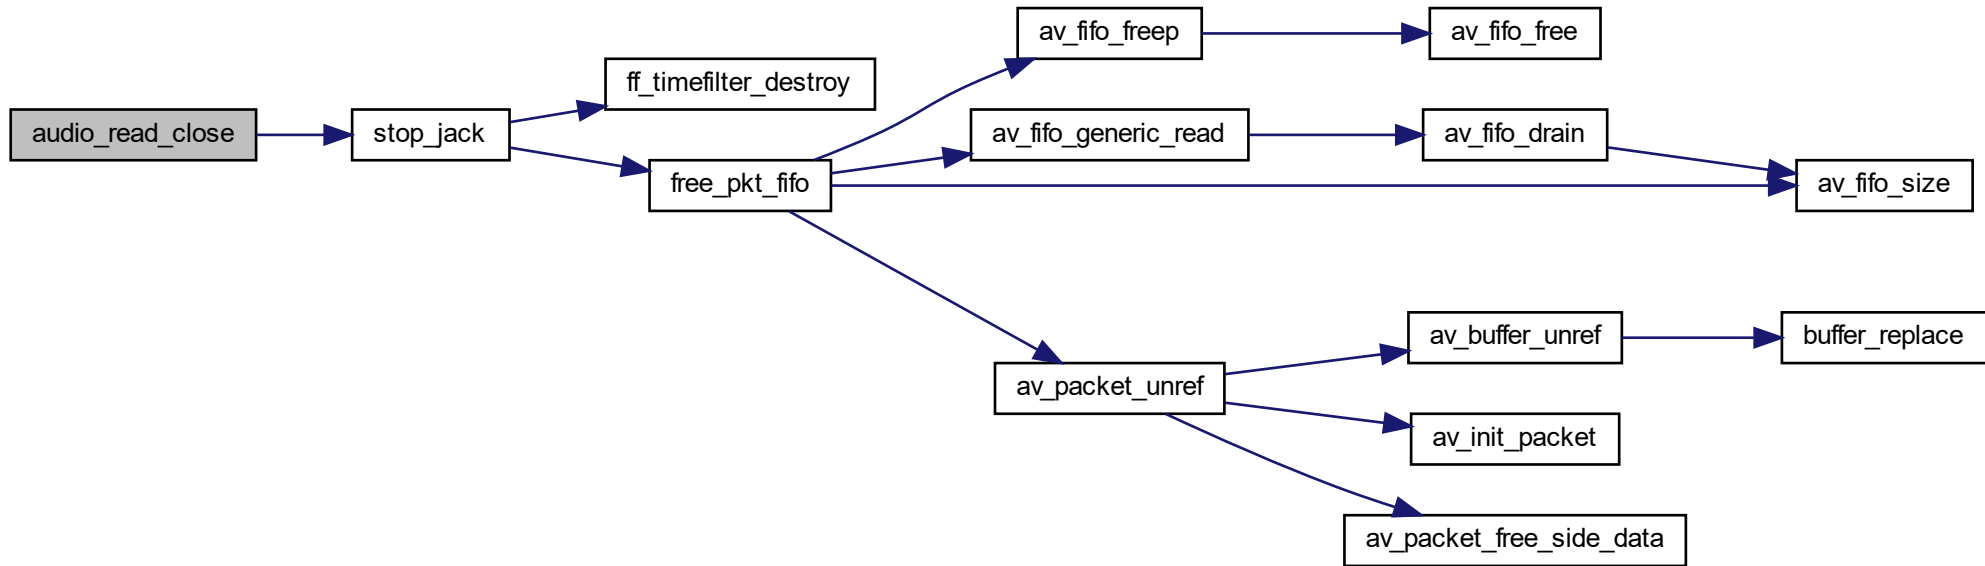 audio_read_close
stop_jack
ff_timefilter_destroy
free_pkt_fifo
av_fifo_freep
av_fifo_free
av_fifo_generic_read
av_fifo_drain
av_fifo_size
av_packet_unref
av_buffer_unref
buffer_replace
av_init_packet
av_packet_free_side_data